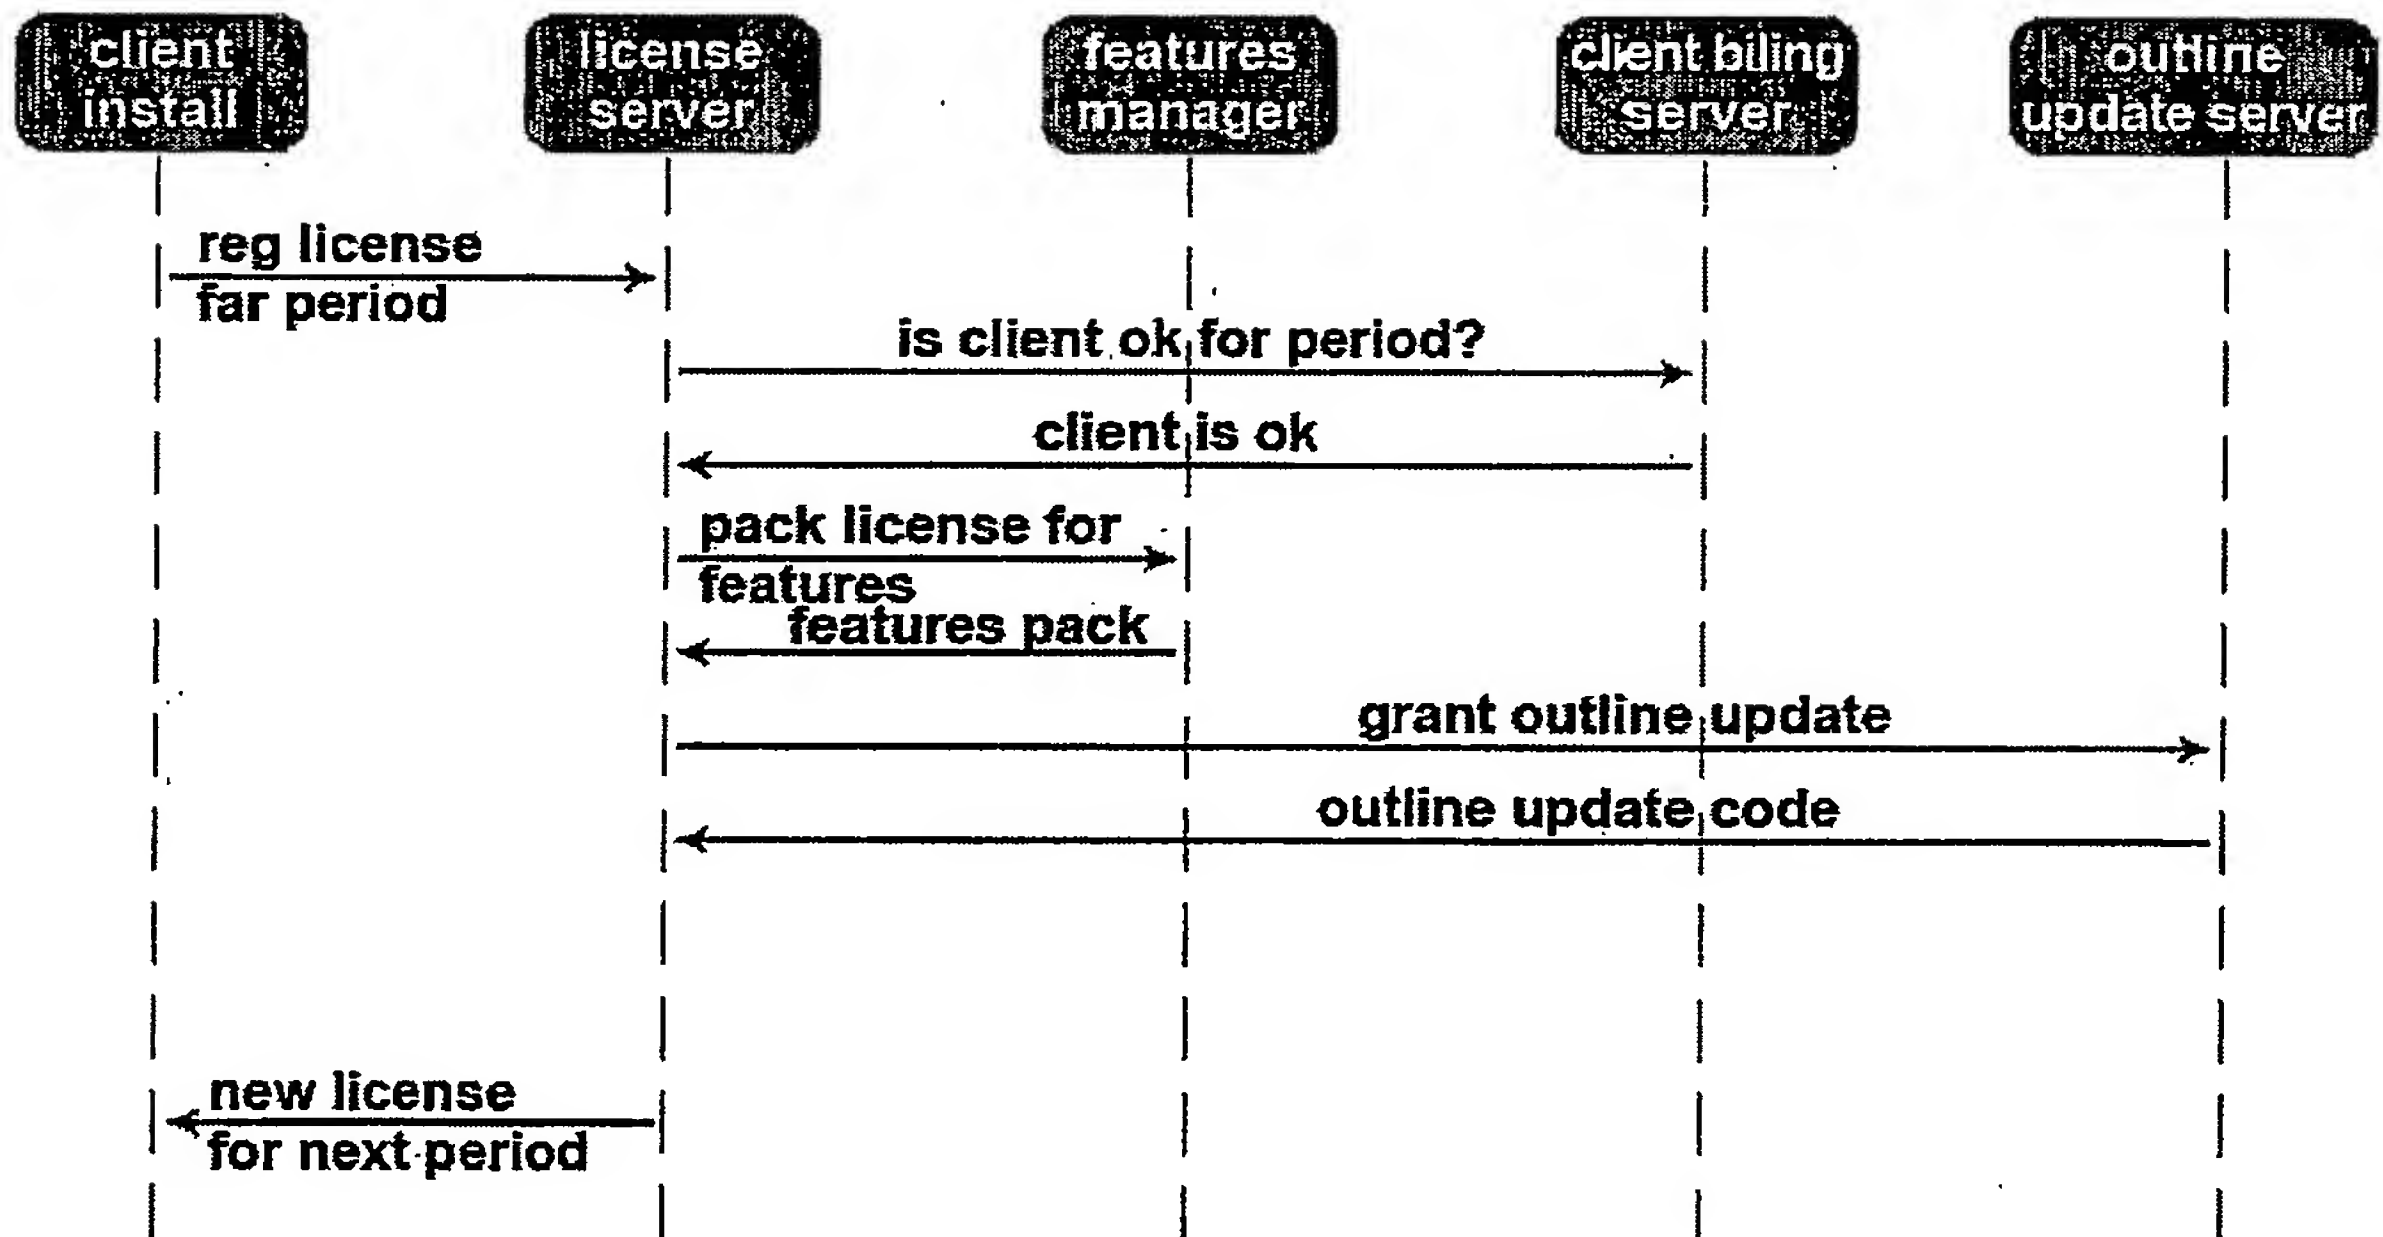 client
install
license
server
features
manager
client biling
server
outline
update server
reg license
far period
is client ok for period?
client is ok
pack license for
features
features pack
grant outline update
outline update code
new license
for next period